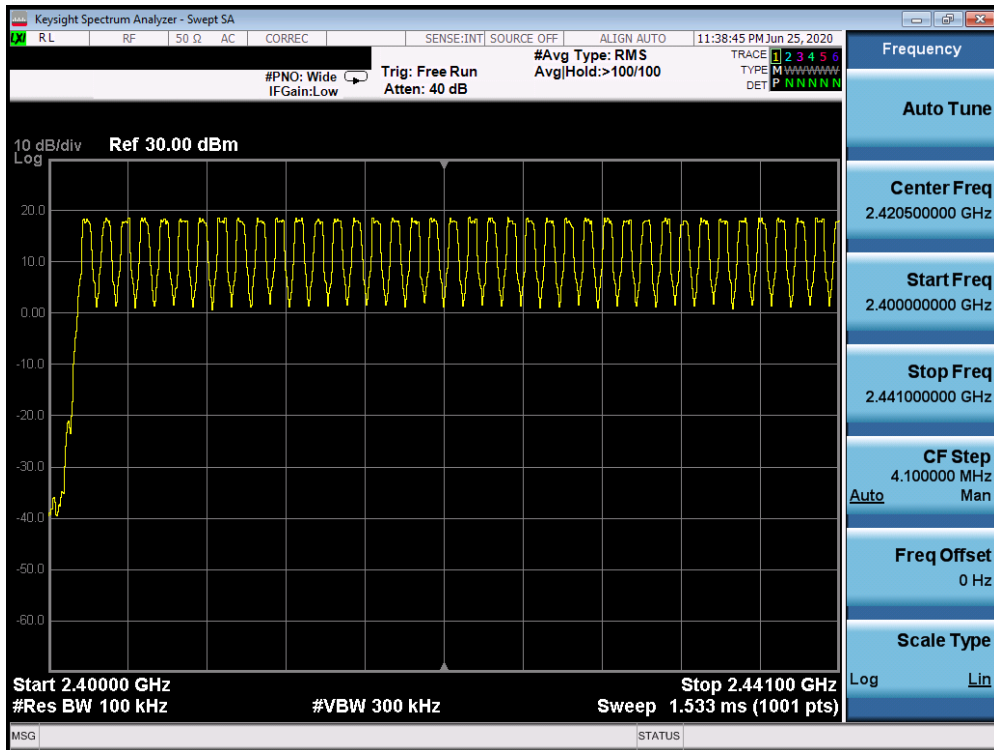 Keysight Spectrum Analyzer - Swept SA
LXI RL RF 50 Ω AC CORREC SENSE:INT SOURCE OFF ALIGN AUTO 11:38:45 PM Jun 25, 2020
#PNO: Wide
IFGain:Low
Trig: Free Run
Atten: 40 dB
#Avg Type: RMS
Avg|Hold:>100/100
TRACE 1 2 3 4 5 6
TYPE M WWWWW
DET P N N N N N
10 dB/div Ref 30.00 dBm
Log
20.0
10.0
0.00
-10.0
-20.0
-30.0
-40.0
-50.0
-60.0
Start 2.40000 GHz Stop 2.44100 GHz
#Res BW 100 kHz #VBW 300 kHz Sweep 1.533 ms (1001 pts)
MSG STATUS
Frequency
Auto Tune
Center Freq
2.420500000 GHz
Start Freq
2.400000000 GHz
Stop Freq
2.441000000 GHz
CF Step
4.100000 MHz
Auto Man
Freq Offset
0 Hz
Scale Type
Log Lin